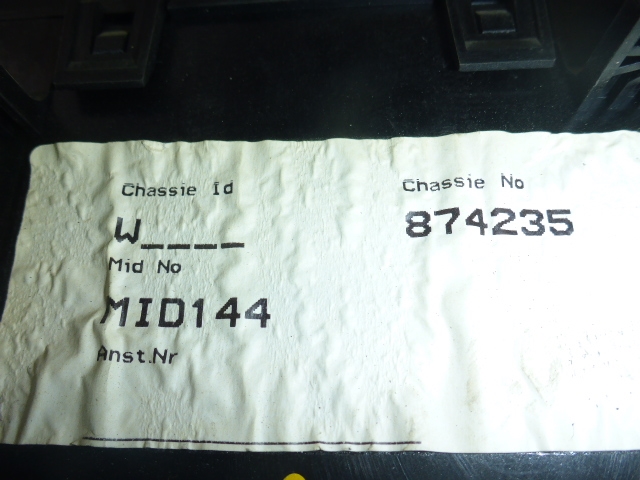 Chassie Id
Chassie No
W____
874235
Mid No
MID144
Anst.Nr